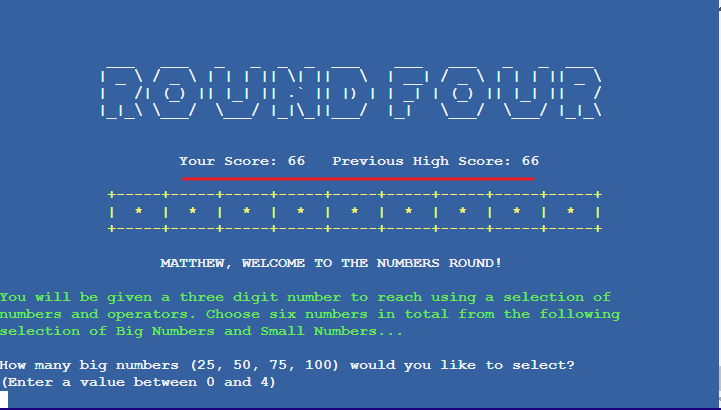 ROUND FOUR
Your Score: 66 Previous High Score: 66
+-----+-----+-----+-----+-----+-----+-----+-----+-----+
| * | * | * | * | * | * | * | * | * |
+-----+-----+-----+-----+-----+-----+-----+-----+-----+
MATTHEW, WELCOME TO THE NUMBERS ROUND!
You will be given a three digit number to reach using a selection of
numbers and operators. Choose six numbers in total from the following
selection of Big Numbers and Small Numbers...
How many big numbers (25, 50, 75, 100) would you like to select?
(Enter a value between 0 and 4)